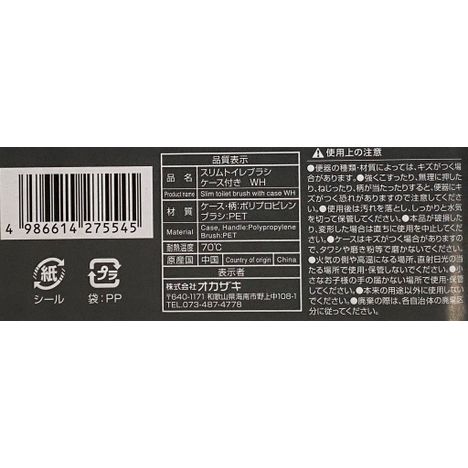 4 986614 275545
紙
シール
プラ
袋:PP
品質表示
品名 スリムトイレブラシ
ケース付き WH
Product name Slim toilet brush with case WH
材質 ケース・柄:ポリプロピレン
ブラシ:PET
Material Case, Handle:Polypropylene
Brush:PET
耐熱温度 70℃
原産国 中国 Country of origin China
表示者
株式会社 オカザキ
〒640-1171 和歌山県海南市野上中108-1
TEL.073-487-4778
⚠使用上の注意
●便器の種類・材質によっては、キズがつく場
合があります。●強くこすったり、無理に押した
り、ねじったり、柄が当たったりすると、便器にキ
ズがつく恐れがありますので注意してください。
●使用後は汚れを落とし、しっかりと水気
を切って保管してください。●本品が破損した
り、変形した場合は直ちに使用を中止してくだ
さい。●ケースはキズがつく場合がありますの
で、タワシや磨き粉等で磨かないでください。
●火気の側や高温になる場所、直射日光の当
たる場所で使用・保管しないでください。●小
さなお子様の手の届かない場所で使用・保管
してください。●本来の用途以外に使用しない
でください。●廃棄の際は、各自治体の廃棄区
分に従ってください。